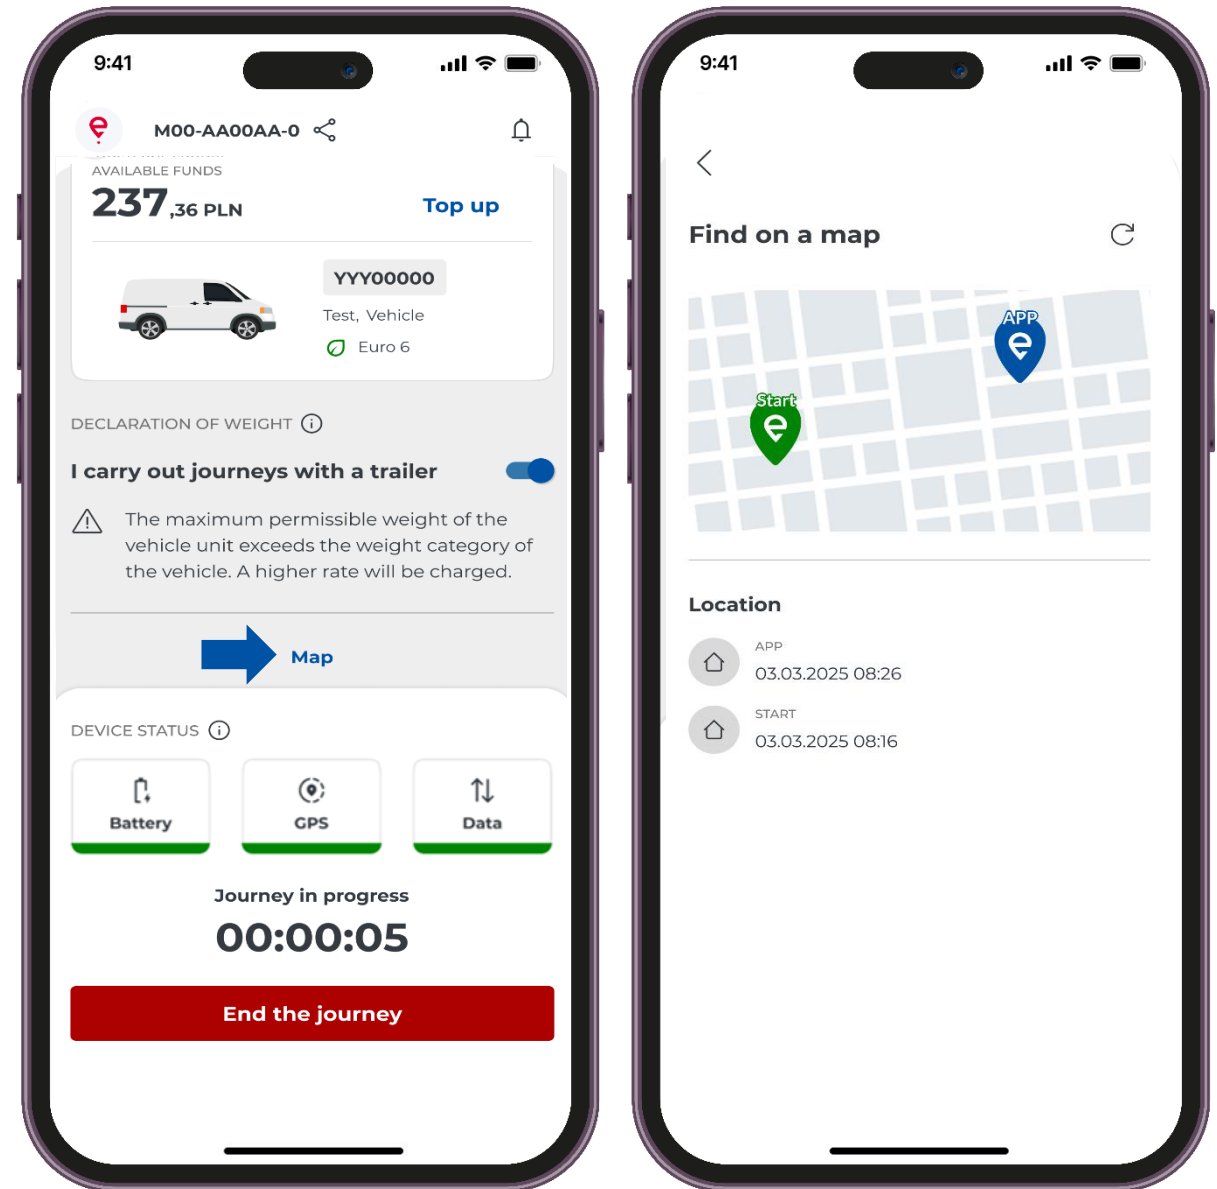 9:41
M00-AA00AA-0
AVAILABLE FUNDS
237,36 PLN
Top up
YYY00000
Test, Vehicle
Euro 6
DECLARATION OF WEIGHT
I carry out journeys with a trailer
The maximum permissible weight of the
vehicle unit exceeds the weight category of
the vehicle. A higher rate will be charged.
Map
DEVICE STATUS
Battery
GPS
Data
Journey in progress
00:00:05
End the journey
9:41
Find on a map
APP
Start
Location
APP
03.03.2025 08:26
START
03.03.2025 08:16